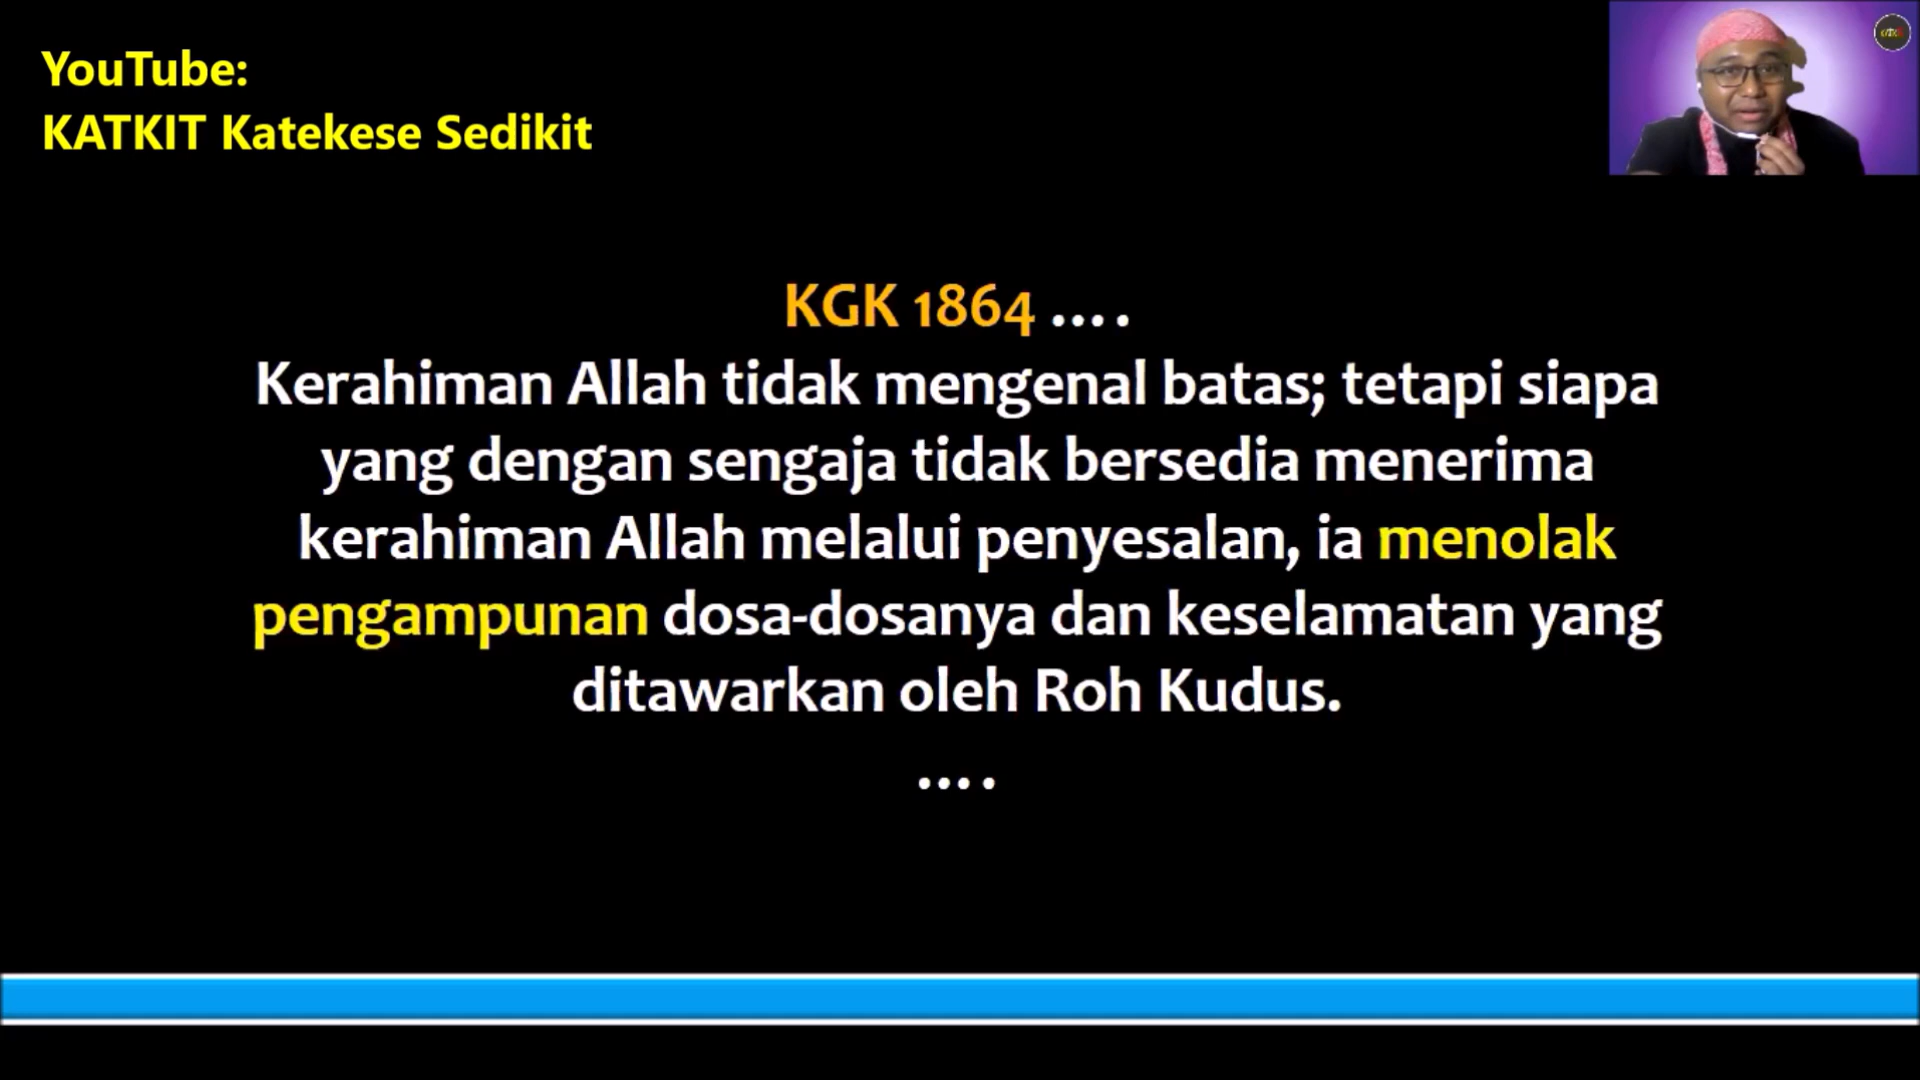 YouTube:
KATKIT Katekese Sedikit
KGK 1864 ....
Kerahiman Allah tidak mengenal batas; tetapi siapa
yang dengan sengaja tidak bersedia menerima
kerahiman Allah melalui penyesalan, ia menolak
pengampunan dosa-dosanya dan keselamatan yang
ditawarkan oleh Roh Kudus.
....